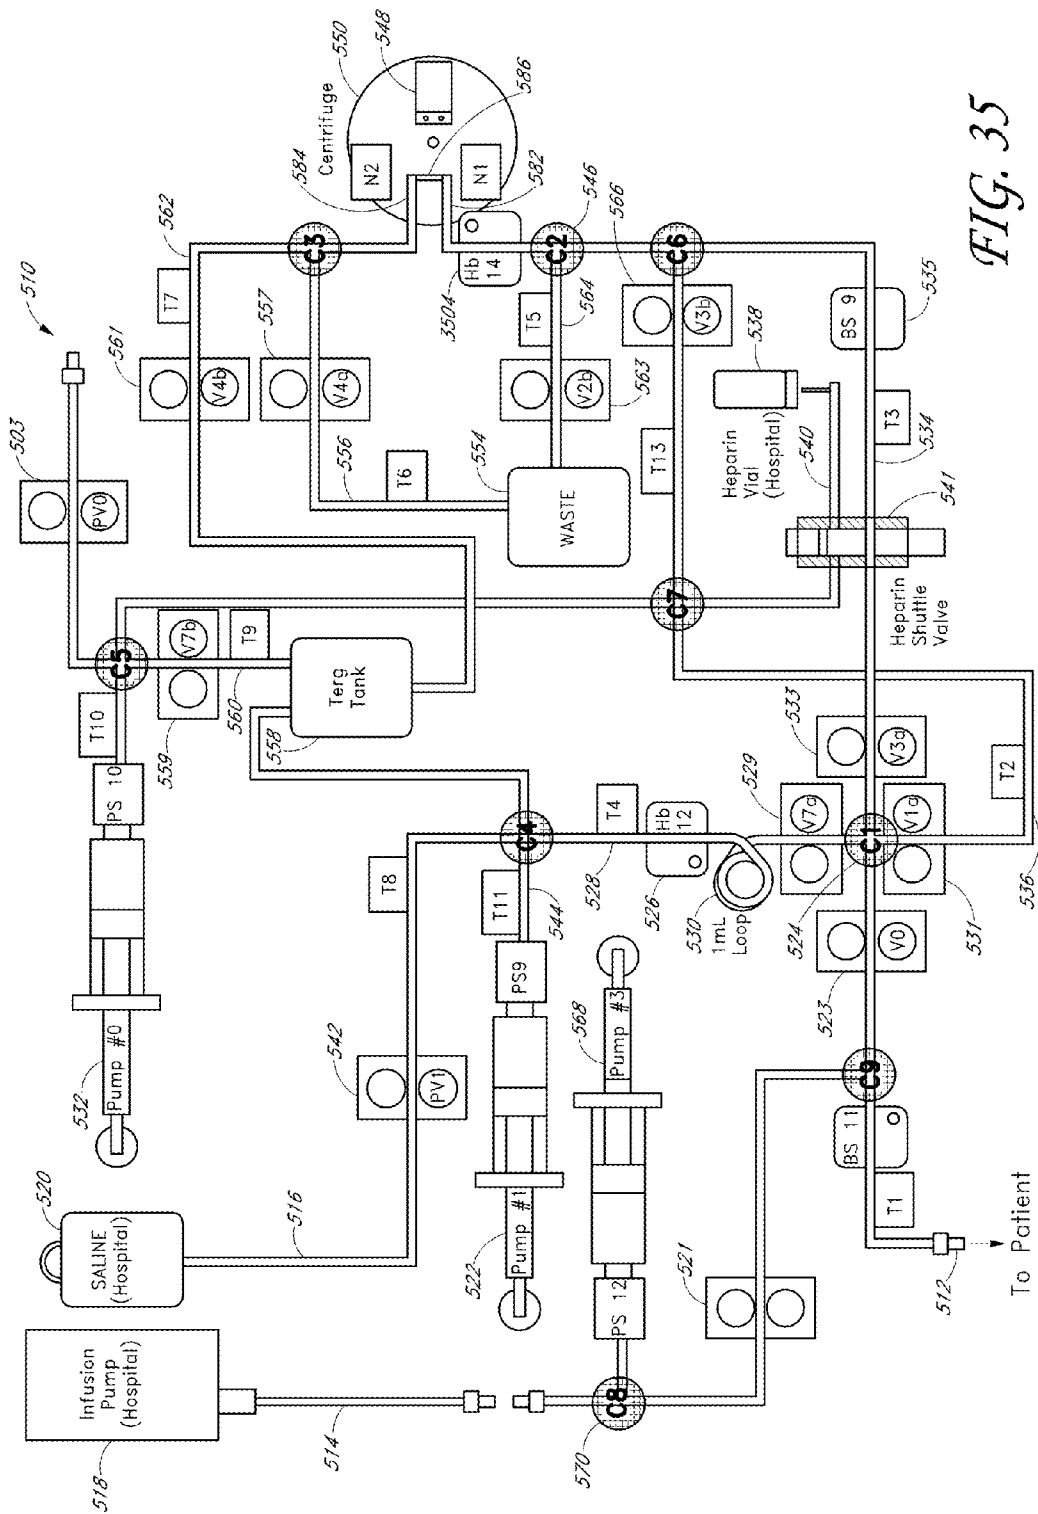 518
Infusion
Pump
(Hospital)
514
520
SALINE
(Hospital)
516
532
Pump #0
PS 10
T10
C5
559
V7b
560
T9
503
PV0
510
561
V4b
T7
562
557
V4a
556
T6
C3
Centrifuge
550
548
586
584
N2
N1
582
Hb
14
3504
C2
546
T5
564
V2b
563
554
WASTE
558
Terg
Tank
C4
T8
542
PV1
522
Pump #1
PS9
T11
544
528
T4
Hb
12
526
530
1mL
Loop
529
V7a
568
Pump #3
PS 12
C8
570
521
BS 11
C9
T1
512
To Patient
523
V0
524
C1
V1a
531
533
V3a
T2
536
C7
T13
V3b
566
C6
538
Heparin
Vial
(Hospital)
540
541
Heparin
Shuttle
Valve
T3
534
BS 9
535
FIG. 35